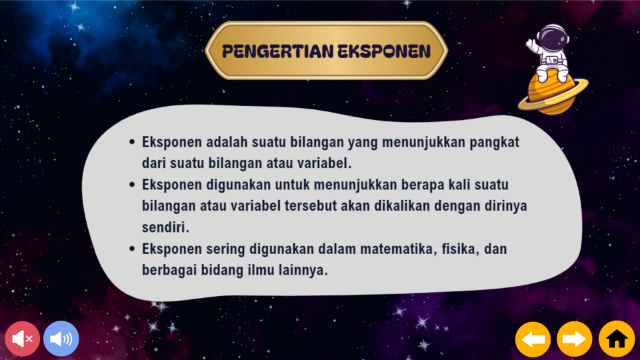 PENGERTIAN EKSPONEN
• Eksponen adalah suatu bilangan yang menunjukkan pangkat
dari suatu bilangan atau variabel.
• Eksponen digunakan untuk menunjukkan berapa kali suatu
bilangan atau variabel tersebut akan dikalikan dengan dirinya
sendiri.
• Eksponen sering digunakan dalam matematika, fisika, dan
berbagai bidang ilmu lainnya.